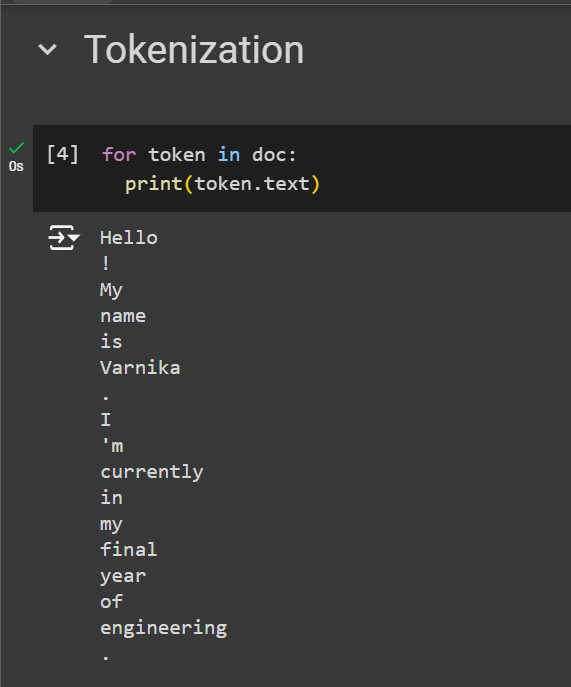 Tokenization
[4] for token in doc:
print(token.text)
0s
Hello
!
My
name
is
Varnika
.
I
'm
currently
in
my
final
year
of
engineering
.